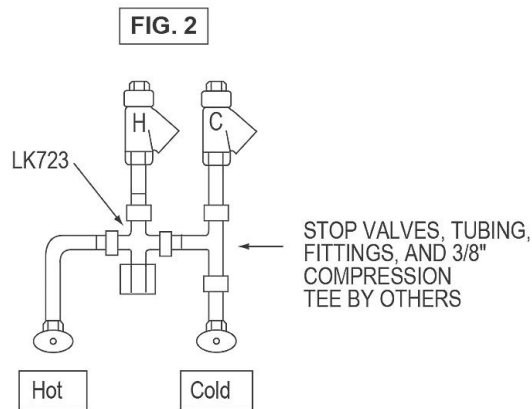 FIG. 2
H
C
LK723
STOP VALVES, TUBING,
FITTINGS, AND 3/8"
COMPRESSION
TEE BY OTHERS
Hot
Cold